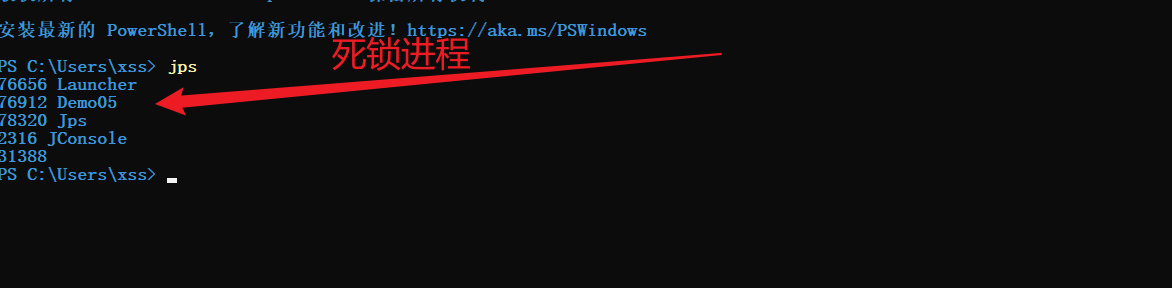 安装最新的 PowerShell，了解新功能和改进！https://aka.ms/PSWindows
死锁进程
PS C:\Users\xss> jps
76656 Launcher
76912 Demo05
78320 Jps
2316 JConsole
31388
PS C:\Users\xss>